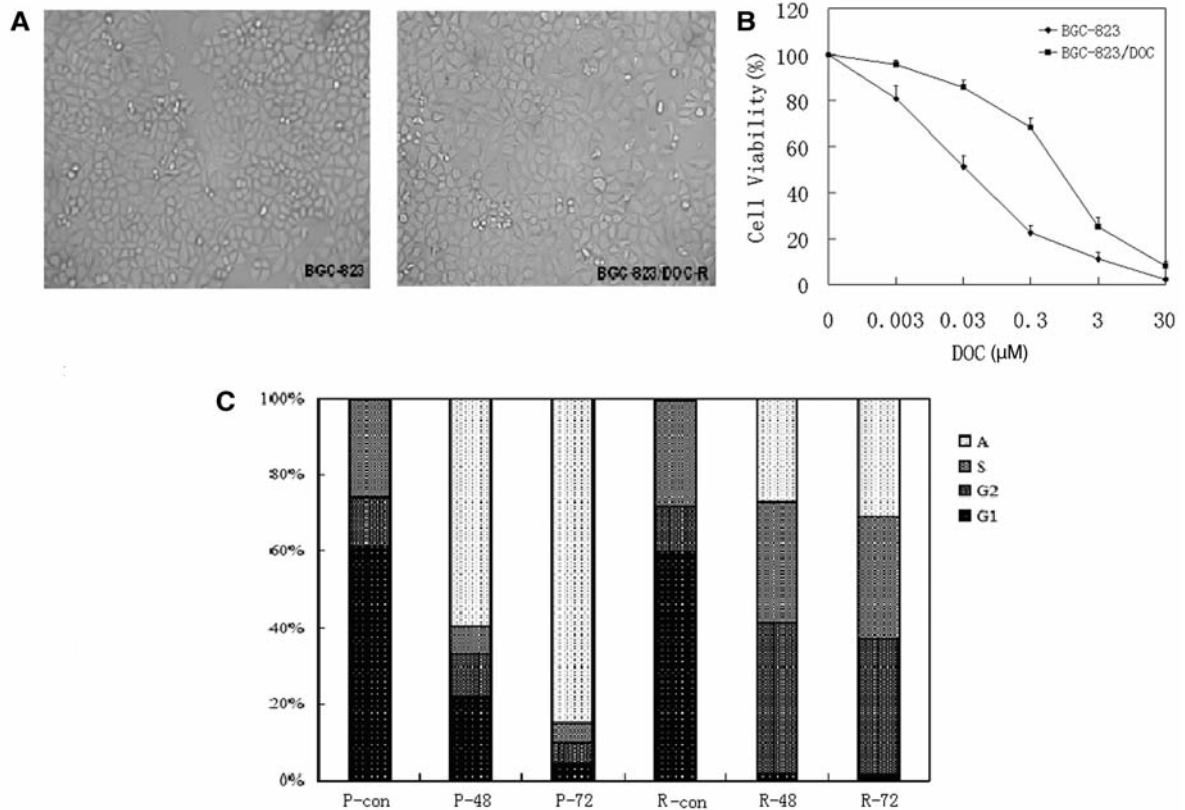 A
BGC-823
BGC-823/DOC-R
B
120
100
80
60
40
20
0
Cell Viability (%)
BGC-823
BGC-823/DOC
0 0.003 0.03 0.3 3 30
DOC (μM)
C
100%
80%
60%
40%
20%
0%
A
S
G2
G1
P-con P-48 P-72 R-con R-48 R-72